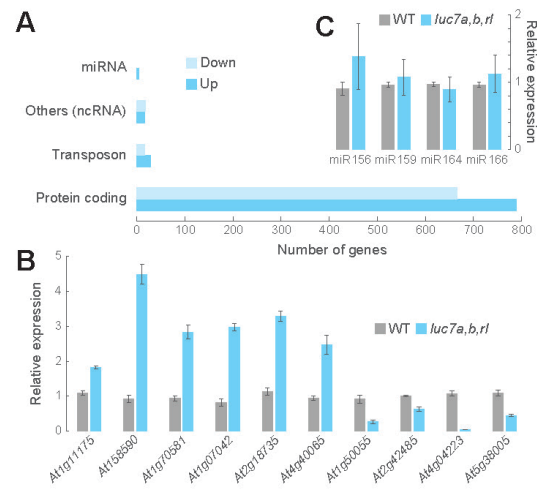 A
miRNA
Others (ncRNA)
Transposon
Protein coding
Down
Up
0 100 200 300 400 500 600 700 800
Number of genes
C
WT luc7a,b,rl
2
1
0
Relative expression
miR156 miR159 miR164 miR166
B
Relative expression
5
4
3
2
1
0
WT luc7a,b,rl
At1g11175 At158590 At1g70581 At1g07042 At2g18735 At4g40065 At1g50055 At2g42485 At4g04223 At5g38005